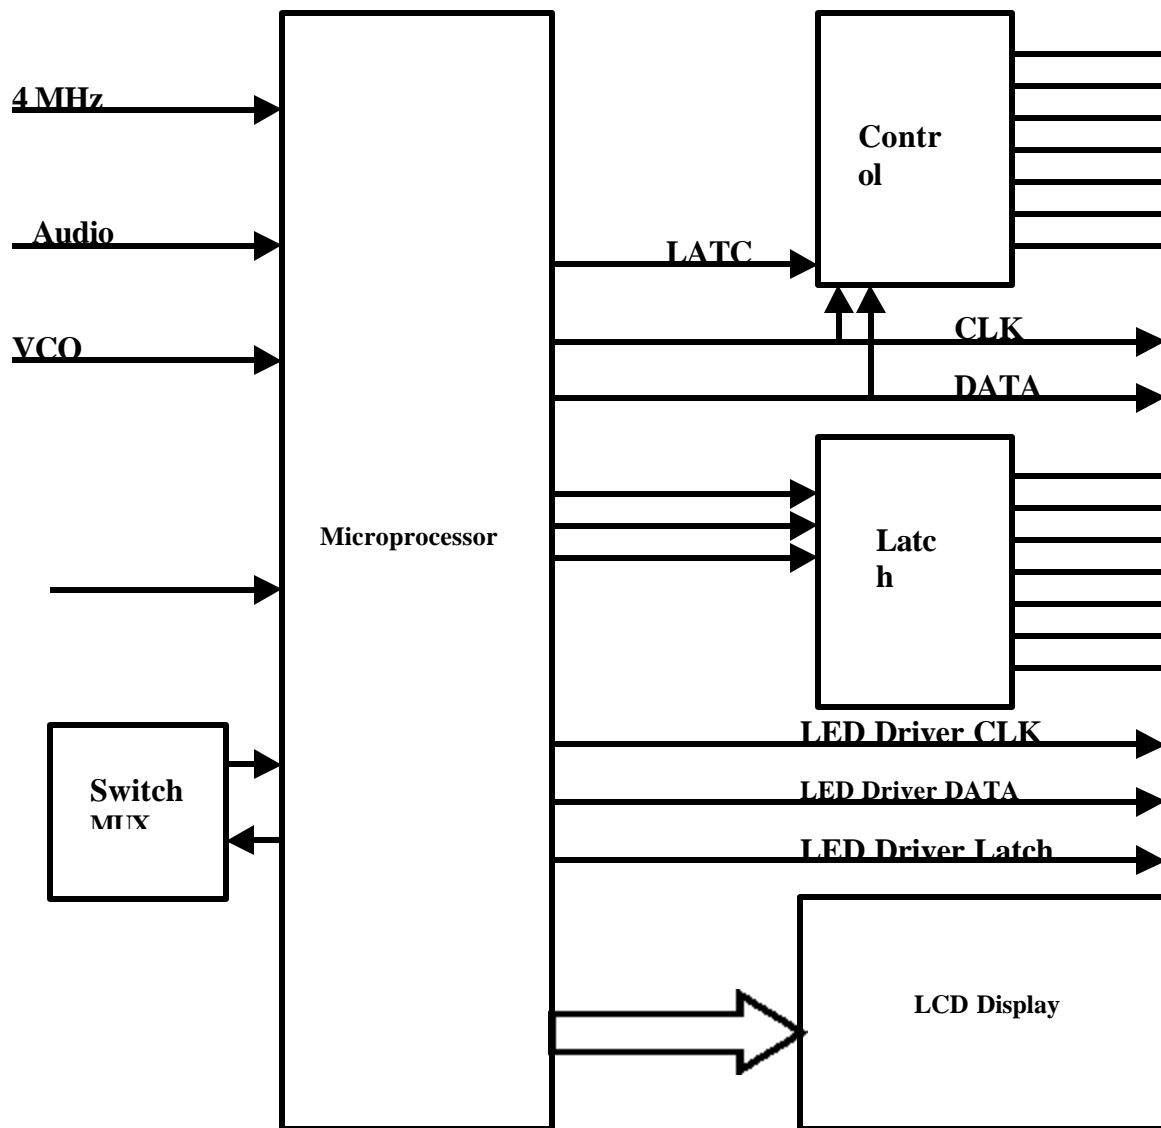 4 MHz
Audio
VCO
Microprocessor
Switch
MUX
LATC
Contr
ol
CLK
DATA
Latc
h
LED Driver CLK
LED Driver DATA
LED Driver Latch
LCD Display